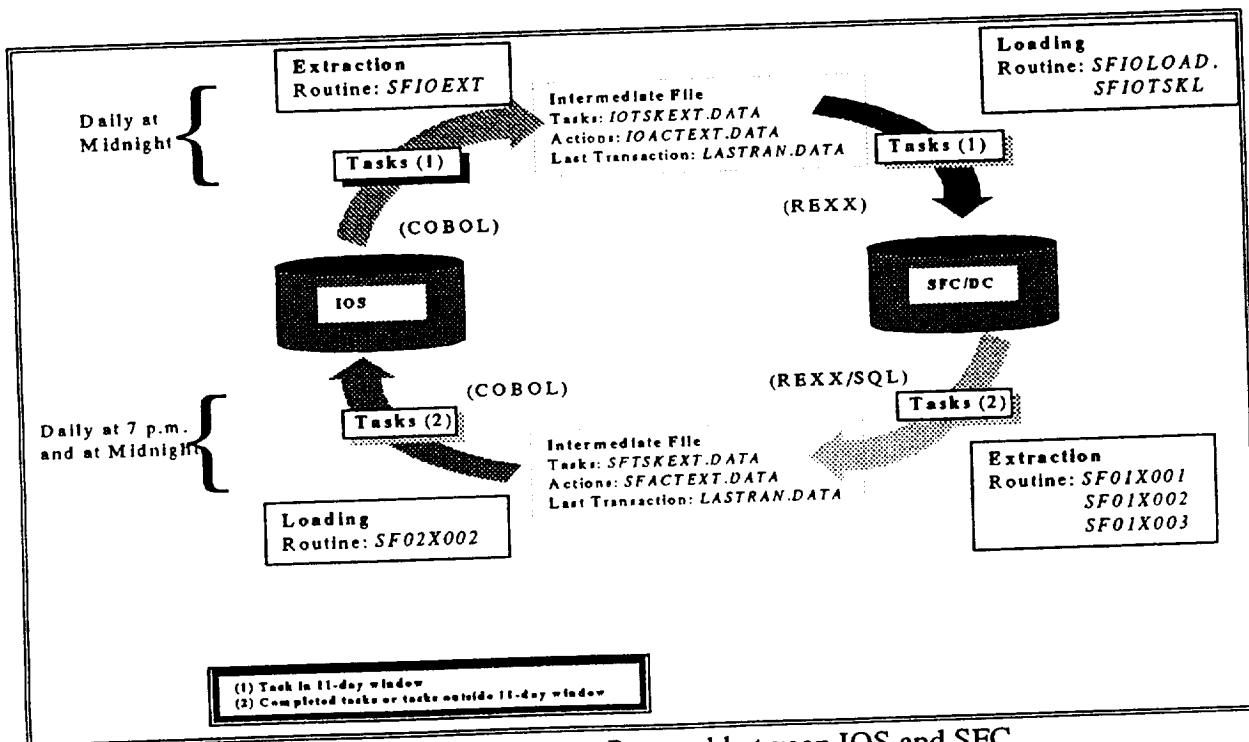 Extraction
Routine: SFIOEXT
Loading
Routine: SFIOLOAD.
SFIOTSKL
Daily at
Midnight
Intermediate File
Tasks: IOTSKEXT.DATA
Actions: IOACTEXT.DATA
Last Transaction: LASTRAN.DATA
Tasks (1)
Tasks (1)
(COBOL)
(REXX)
IOS
SFC/DC
(COBOL)
(REXX/SQL)
Tasks (2)
Tasks (2)
Daily at 7 p.m.
and at Midnight
Intermediate File
Tasks: SFTSKEXT.DATA
Actions: SFACTEXT.DATA
Last Transaction: LASTRAN.DATA
Extraction
Routine: SF01X001
SF01X002
SF01X003
Loading
Routine: SF02X002
(1) Task in 11-day window
(2) Completed tasks or tasks outside 11-day window
between IOS and SFC